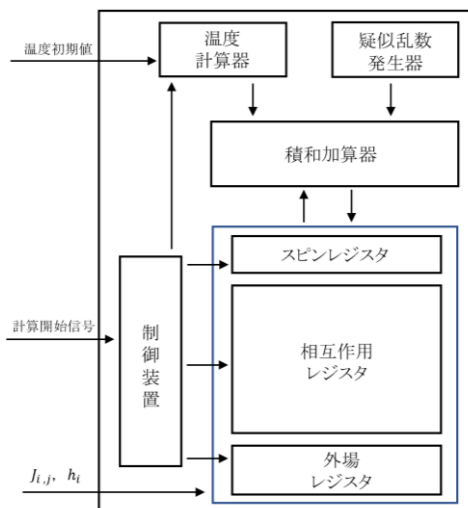 温度初期値
温度
計算器
疑似乱数
発生器
積和加算器
スピンレジスタ
計算開始信号
制御装置
相互作用
レジスタ
外場
レジスタ
J_{i,j}, h_i